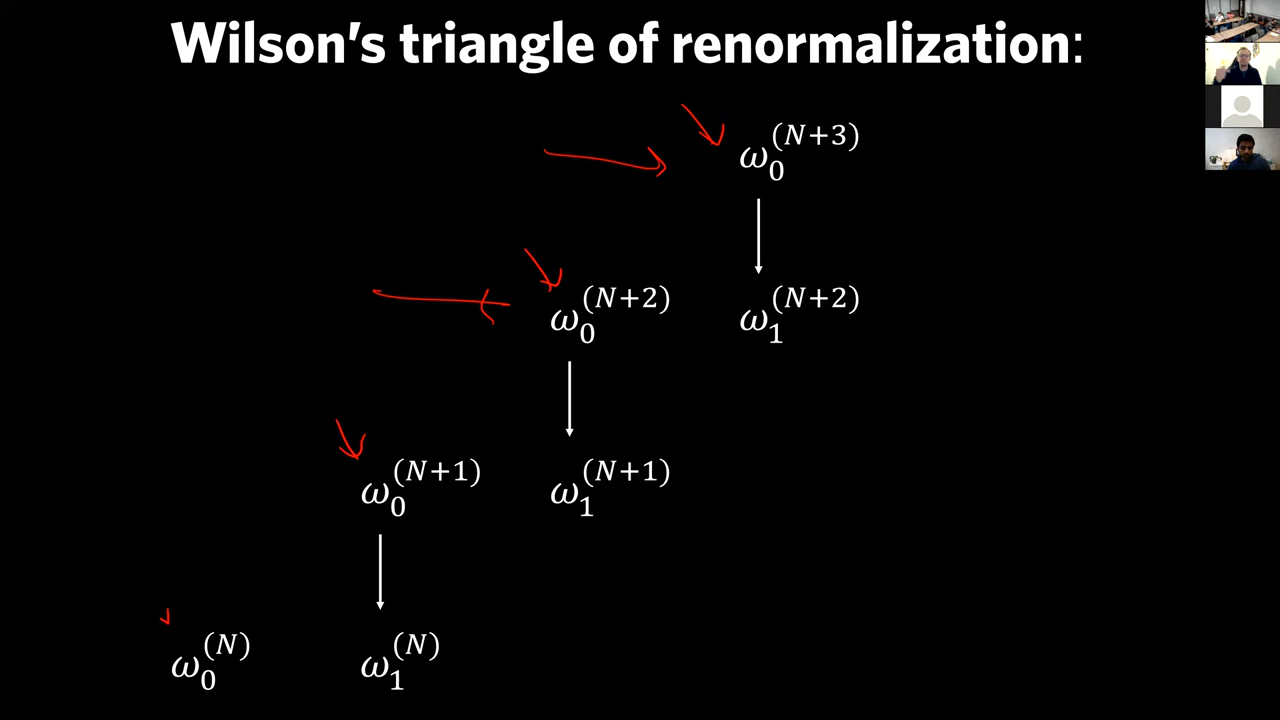 Wilson's triangle of renormalization:
ω₀⁽ᴺ⁺³⁾
ω₀⁽ᴺ⁺²⁾ ω₁⁽ᴺ⁺²⁾
ω₀⁽ᴺ⁺¹⁾ ω₁⁽ᴺ⁺¹⁾
ω₀⁽ᴺ⁾ ω₁⁽ᴺ⁾